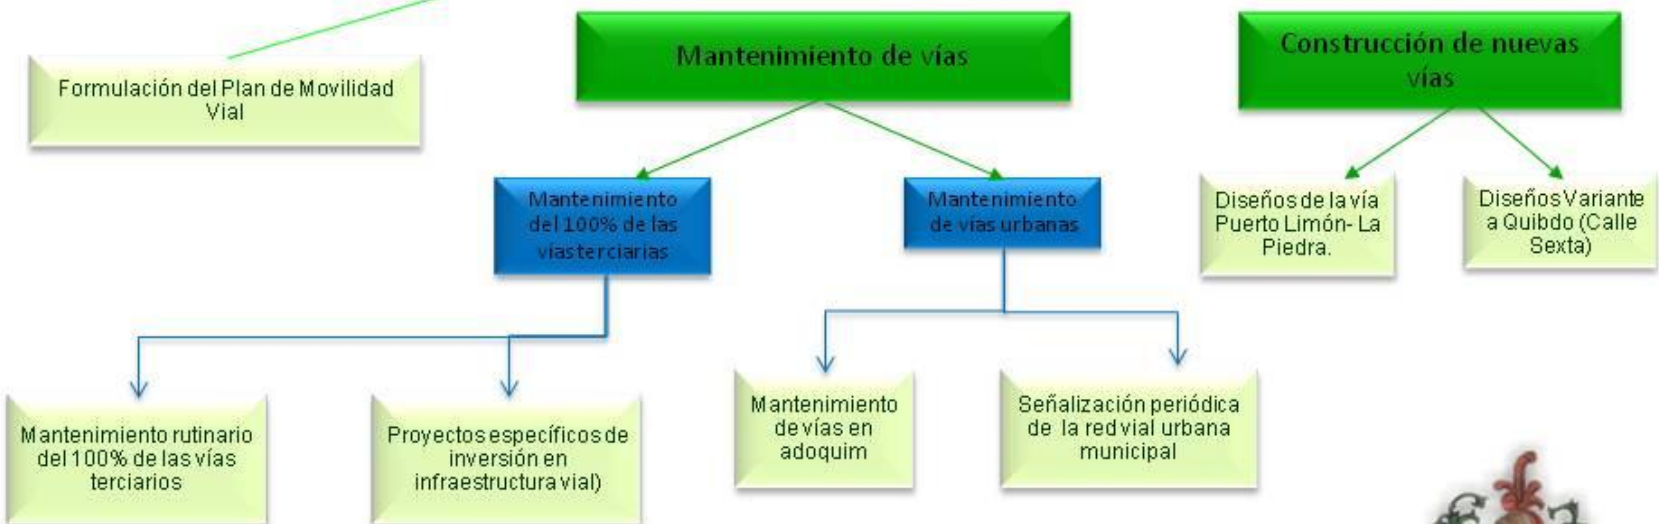 Formulación del Plan de Movilidad
Vial
Mantenimiento de vías
Construcción de nuevas
vías
Mantenimiento
del 100% de las
vías terciarias
Mantenimiento
de vías urbanas
Diseños de la vía
Puerto Limón- La
Piedra.
Diseños Variante
a Quibdo (Calle
Sexta)
Mantenimiento rutinario
del 100% de las vías
terciarios
Proyectos específicos de
inversión en
infraestructura vial)
Mantenimiento
de vías en
adoquim
Señalización periódica
de la red vial urbana
municipal